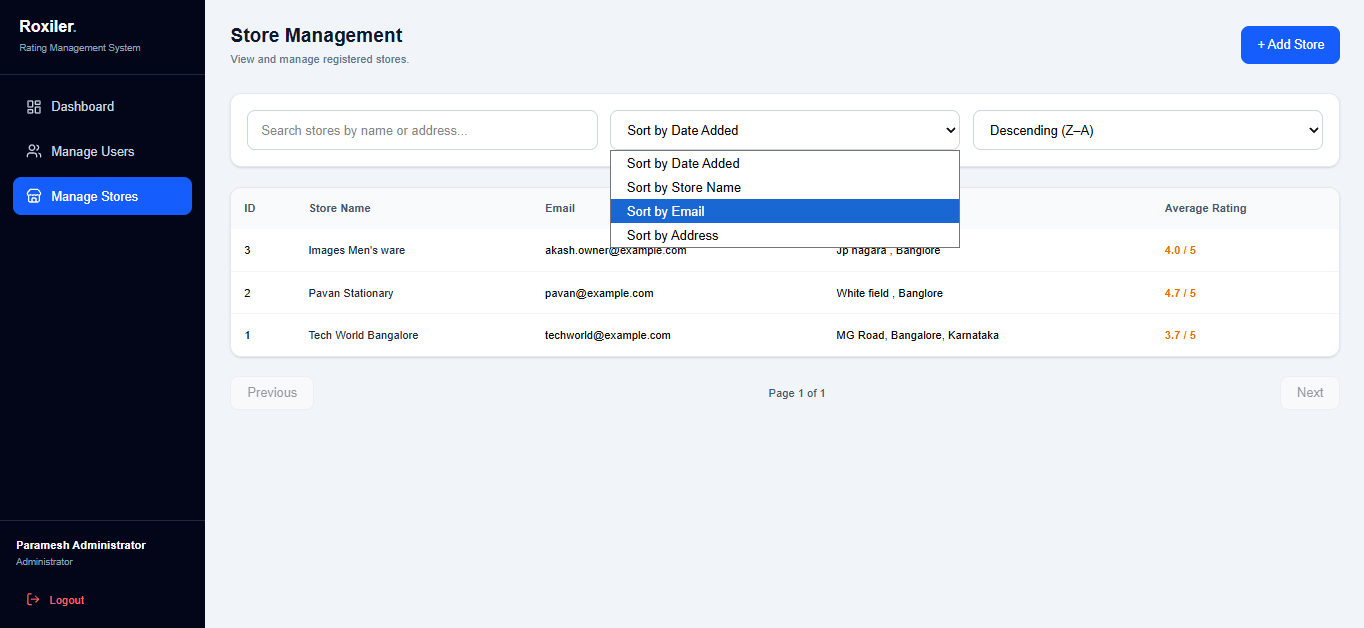 Roxiler.
Rating Management System
Dashboard
Manage Users
Manage Stores
Paramesh Administrator
Administrator
Logout
Store Management
View and manage registered stores.
+ Add Store
Search stores by name or address...
Sort by Date Added
Descending (Z–A)
Sort by Date Added
Sort by Store Name
Sort by Email
Sort by Address
ID Store Name Email Average Rating
3 Images Men's ware akash.owner@example.com Jp nagara , Banglore 4.0 / 5
2 Pavan Stationary pavan@example.com White field , Banglore 4.7 / 5
1 Tech World Bangalore techworld@example.com MG Road, Bangalore, Karnataka 3.7 / 5
Previous Page 1 of 1 Next